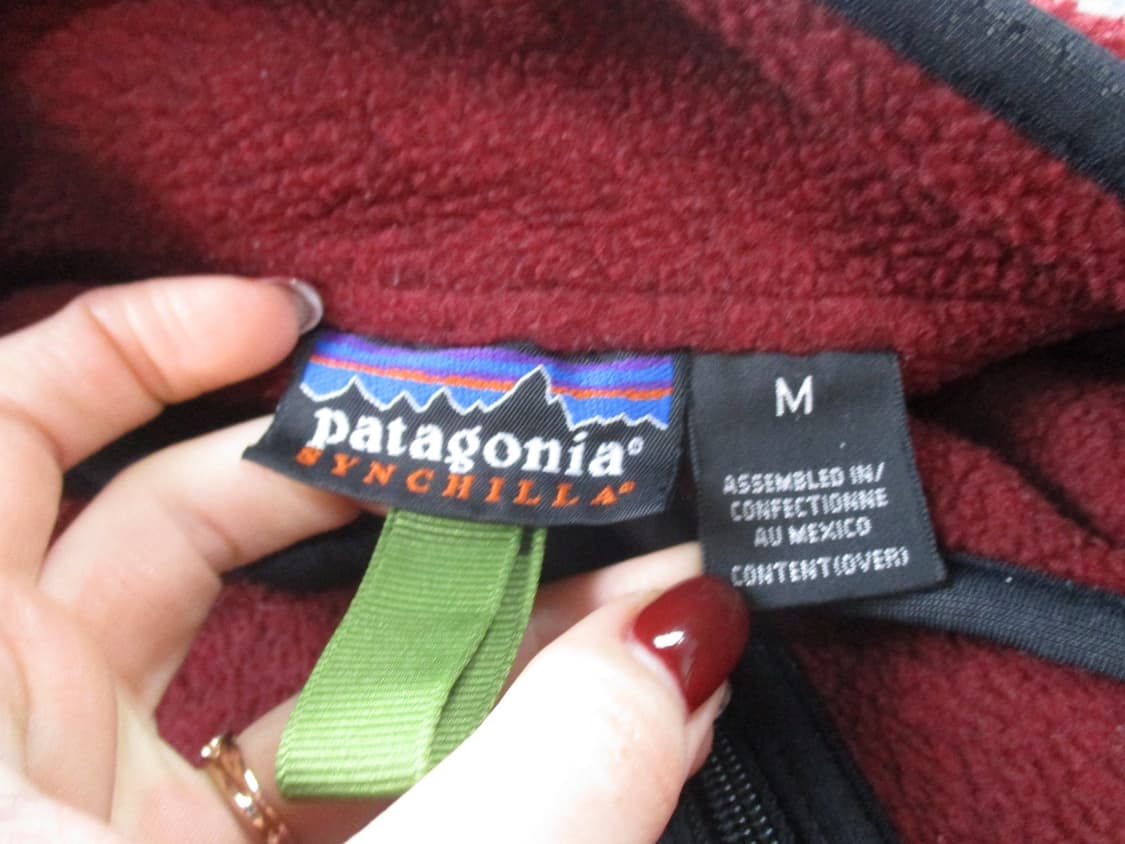 patagonia®
SYNCHILLA®
M
ASSEMBLED IN/
CONFECTIONNE
AU MEXICO
CONTENT(OVER)